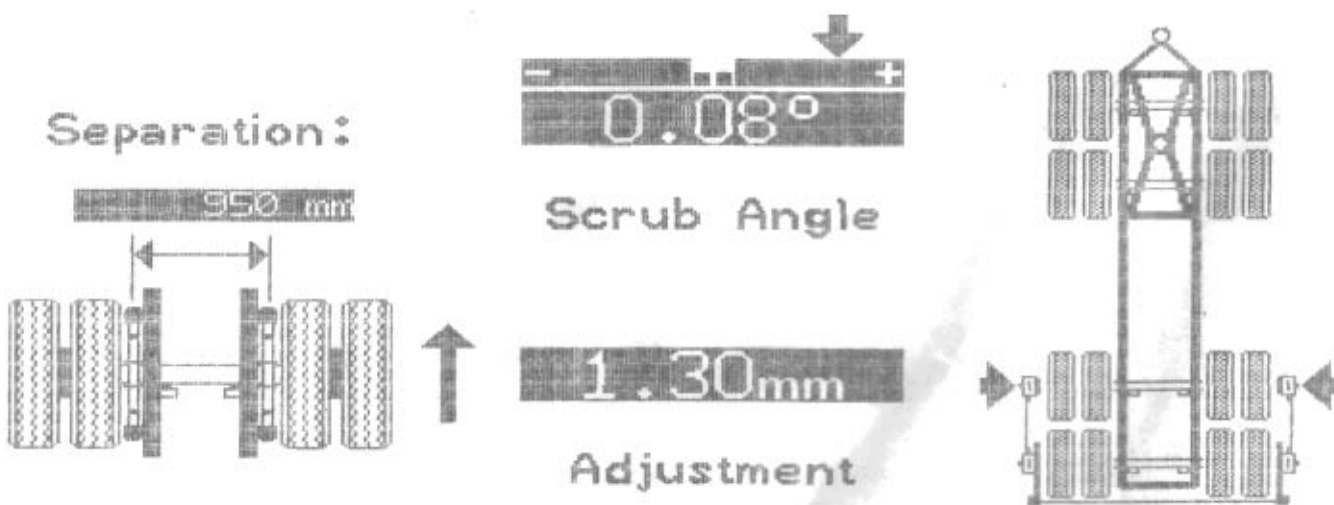 Separation:
950 mm
- +
0.08°
Scrub Angle
1.30mm
Adjustment